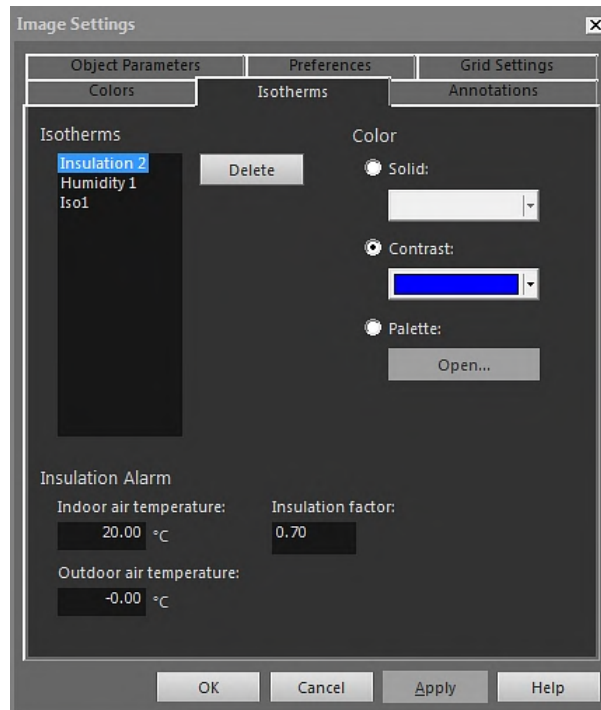 Image Settings
Object Parameters Preferences Grid Settings
Colors Isotherms Annotations
Isotherms
Insulation 2
Humidity 1
Iso1
Delete
Color
Solid:
Contrast:
Palette:
Open...
Insulation Alarm
Indoor air temperature: Insulation factor:
20.00 °C 0.70
Outdoor air temperature:
-0.00 °C
OK Cancel Apply Help